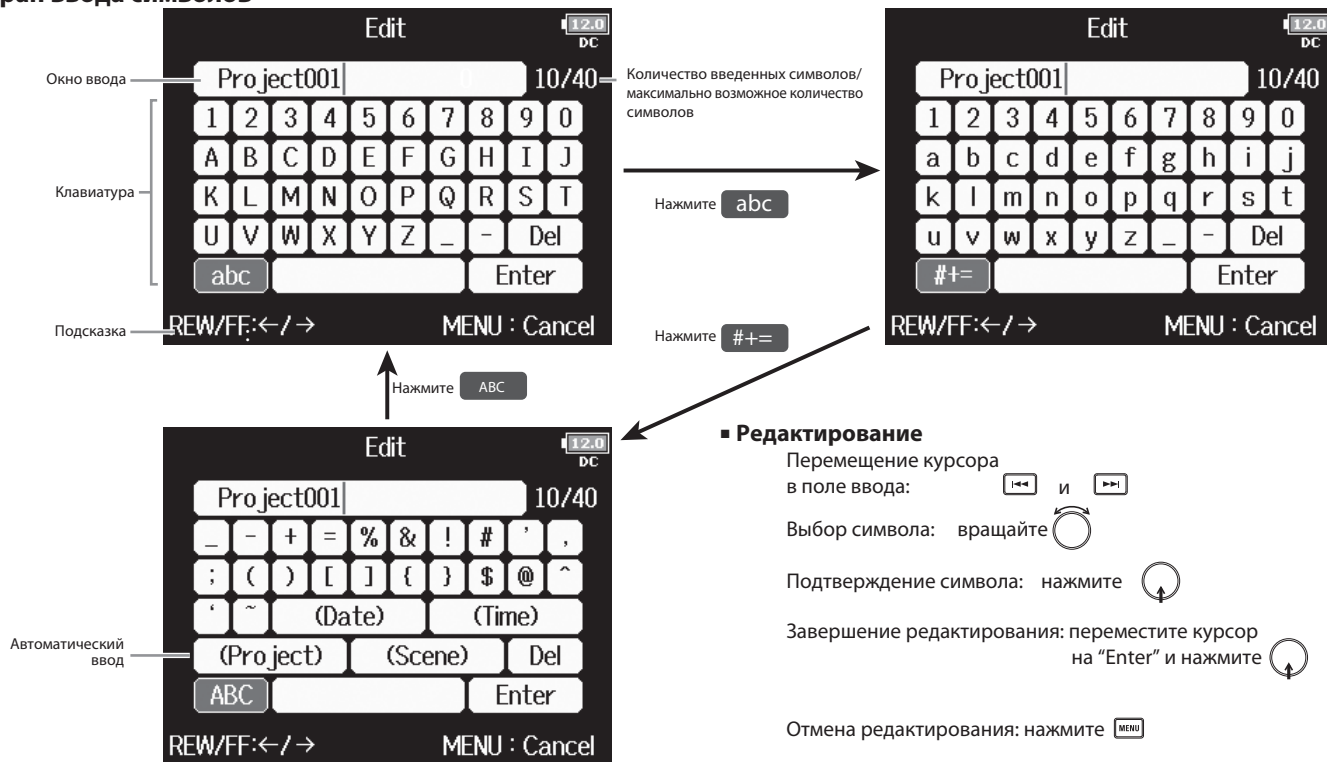 Edit
12.0
DC
Окно ввода
Project001
10/40
Количество введенных символов/
максимально возможное количество
символов
Клавиатура
1 2 3 4 5 6 7 8 9 0
A B C D E F G H I J
K L M N O P Q R S T
U V W X Y Z _ - Del
abc Enter
Подсказка
REW/FF:←/→ MENU : Cancel
Нажмите abc
Edit
12.0
DC
Project001
10/40
1 2 3 4 5 6 7 8 9 0
a b c d e f g h i j
k l m n o p q r s t
u v w x y z _ - Del
#+= Enter
REW/FF:←/→ MENU : Cancel
Нажмите #+=
Нажмите ABC
Edit
12.0
DC
Project001
10/40
_ - + = % & ! # ' ,
; ( ) [ ] { } $ @ ^
‘ ~ (Date) (Time)
Автоматический
ввод
(Project) (Scene) Del
ABC Enter
REW/FF:←/→ MENU : Cancel
▪ Редактирование
Перемещение курсора
в поле ввода: и
Выбор символа: вращайте
Подтверждение символа: нажмите
Завершение редактирования: переместите курсор
на “Enter” и нажмите
Отмена редактирования: нажмите MENU